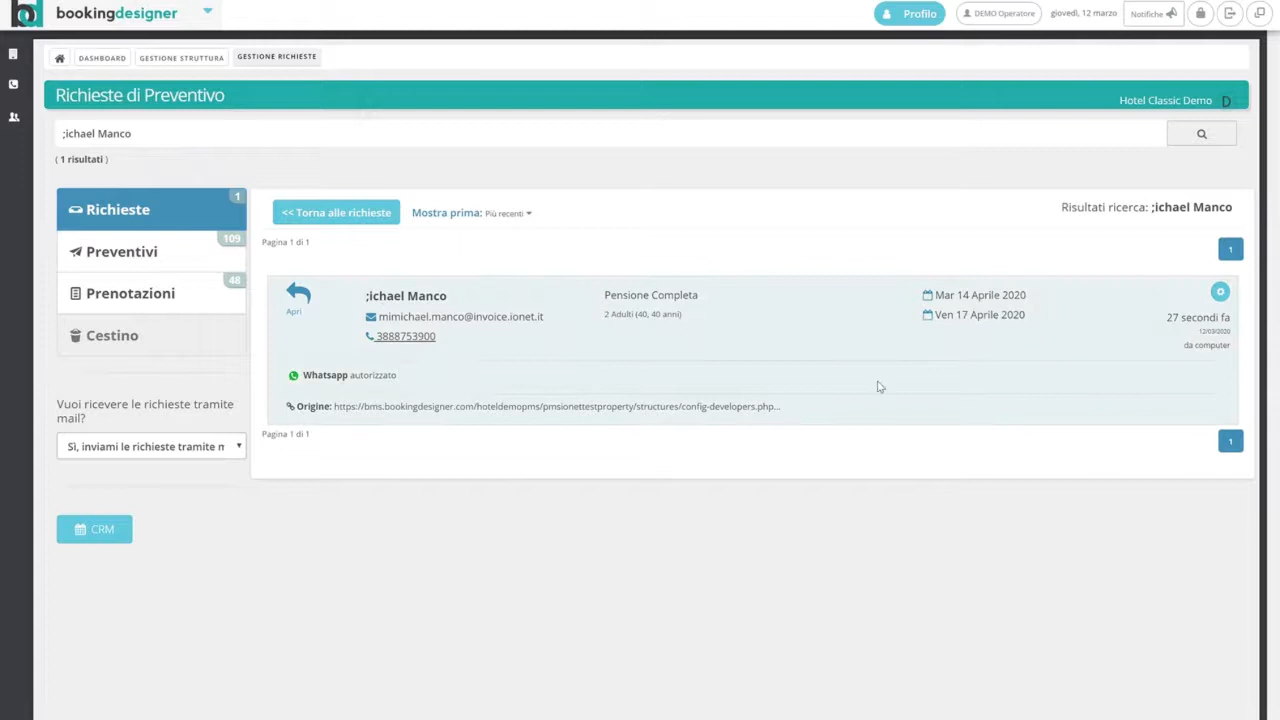 bd bookingdesigner
Profilo
DEMO Operatore
giovedì, 12 marzo
Notifiche
DASHBOARD
GESTIONE STRUTTURA
GESTIONE RICHIESTE
Richieste di Preventivo
Hotel Classic Demo D
;ichael Manco
( 1 risultati )
Richieste 1
Preventivi 109
Prenotazioni 48
Cestino
Vuoi ricevere le richieste tramite
mail?
Sì, inviami le richieste tramite m
CRM
<< Torna alle richieste
Mostra prima: Più recenti
Risultati ricerca: ;ichael Manco
Pagina 1 di 1
1
Apri
;ichael Manco
mimichael.manco@invoice.ionet.it
3888753900
Pensione Completa
2 Adulti (40, 40 anni)
Mar 14 Aprile 2020
Ven 17 Aprile 2020
27 secondi fa
12/03/2020
da computer
Whatsapp autorizzato
Origine: https://bms.bookingdesigner.com/hoteldemopms/pmsionettestproperty/structures/config-developers.php...
Pagina 1 di 1
1